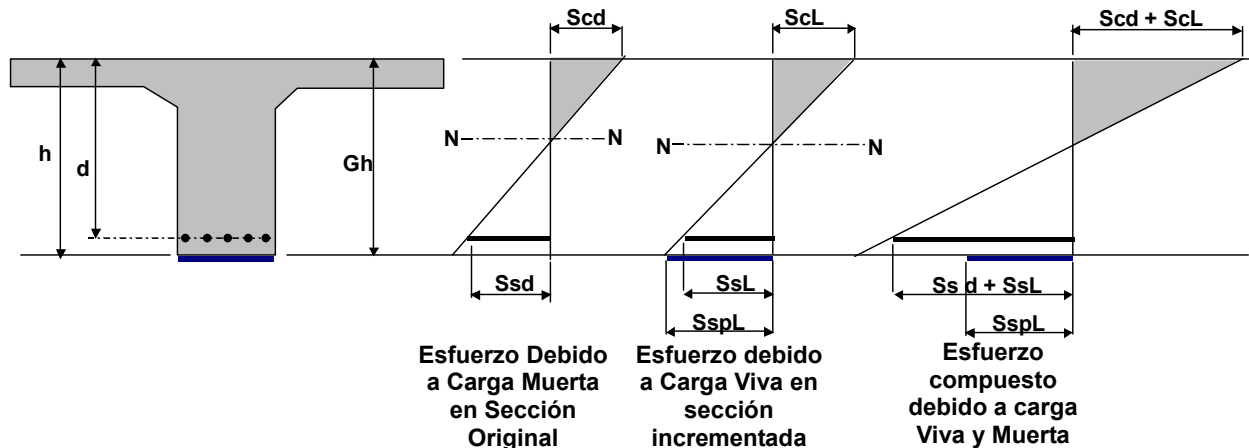 Scd
ScL
Scd + ScL
h
d
Gh
N
N
N
N
Ssd
SsL
SspL
Ss d + SsL
SspL
Esfuerzo Debido
a Carga Muerta
en Sección
Original
Esfuerzo debido
a Carga Viva en
sección
incrementada
Esfuerzo
compuesto
debido a carga
Viva y Muerta